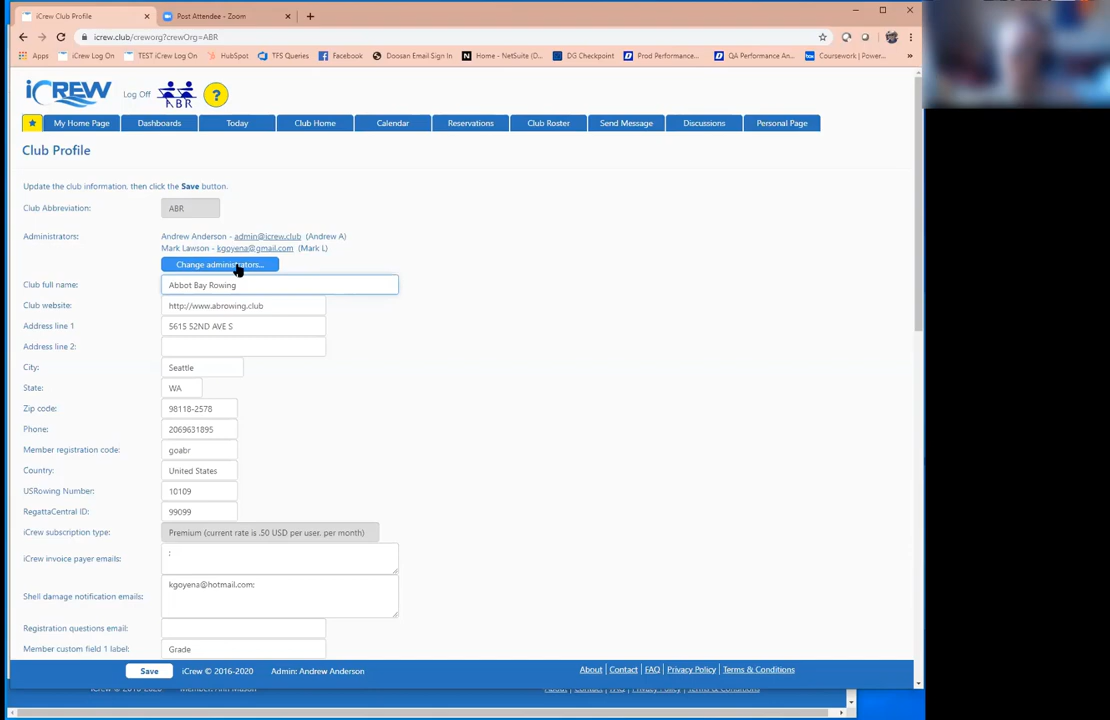 iCrew Club Profile
Post Attendee - Zoom
icrew.club/creworg?crewOrg=ABR
Apps iCrew Log On TEST iCrew Log On HubSpot TFS Queries Facebook Doosan Email Sign In Home - NetSuite (D... DG Checkpoint Prod Performance... QA Performance An... Coursework | Power...
iCREW Log Off ABR ?
My Home Page Dashboards Today Club Home Calendar Reservations Club Roster Send Message Discussions Personal Page
Club Profile
Update the club information, then click the Save button.
Club Abbreviation: ABR
Administrators: Andrew Anderson - admin@icrew.club (Andrew A)
Mark Lawson - kgoyena@gmail.com (Mark L)
Change administrators...
Club full name: Abbot Bay Rowing
Club website: http://www.abrowing.club
Address line 1 5615 52ND AVE S
Address line 2:
City: Seattle
State: WA
Zip code: 98118-2578
Phone: 2069631895
Member registration code: goabr
Country: United States
USRowing Number: 10109
RegattaCentral ID: 99099
iCrew subscription type: Premium (current rate is .50 USD per user, per month)
iCrew invoice payer emails: ;
Shell damage notification emails: kgoyena@hotmail.com;
Registration questions email:
Member custom field 1 label: Grade
Save iCrew © 2016-2020 Admin: Andrew Anderson About | Contact | FAQ | Privacy Policy | Terms & Conditions